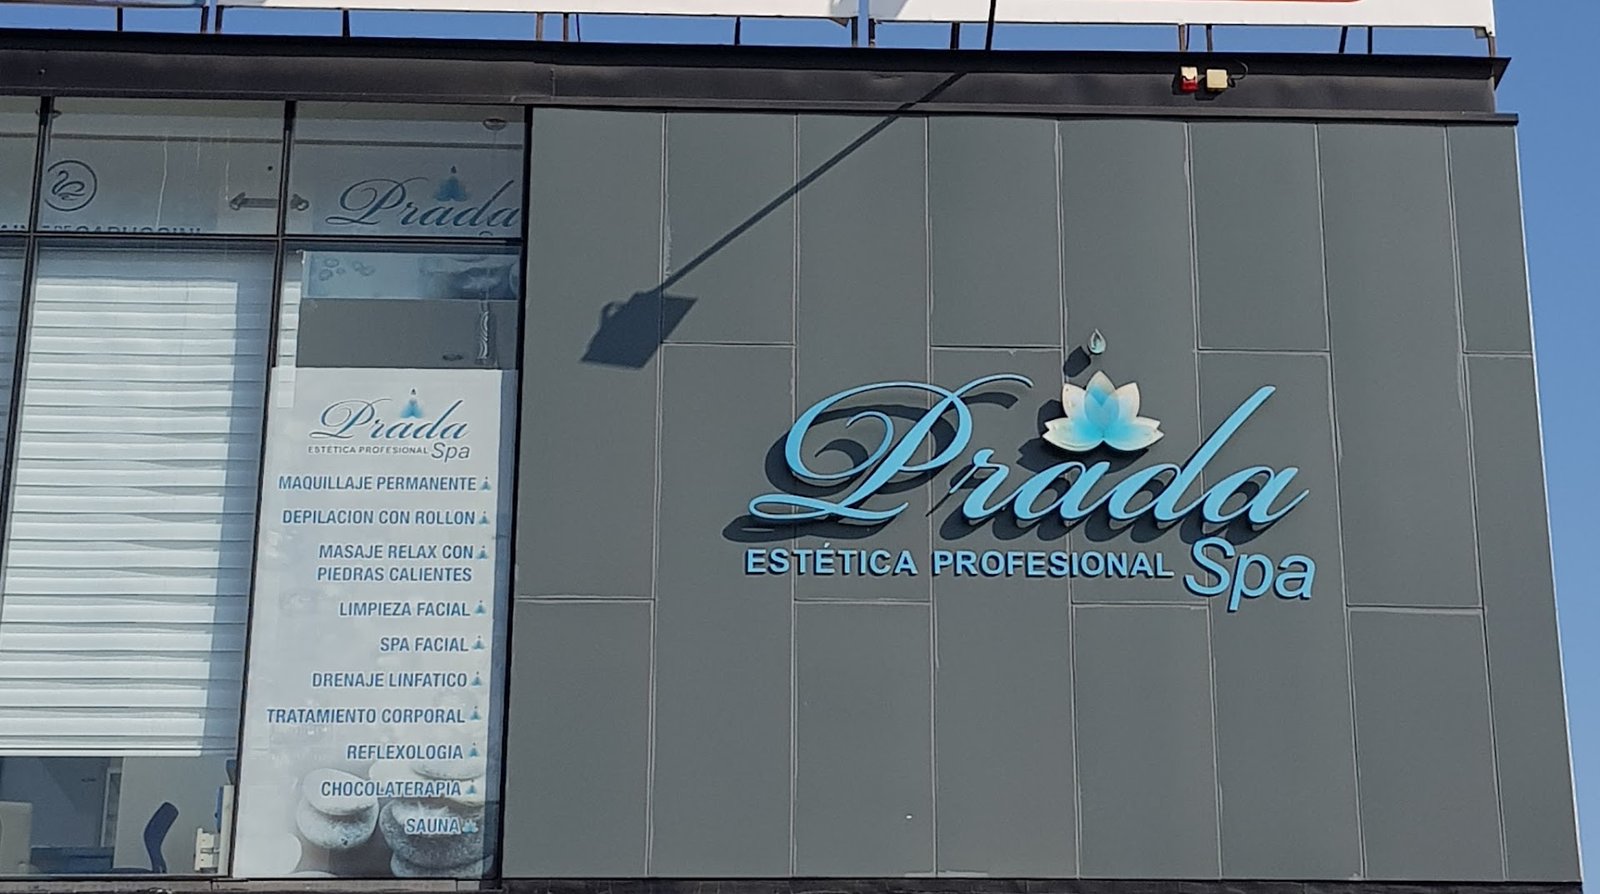 Prada
Prada
ESTÉTICA PROFESIONAL Spa
MAQUILLAJE PERMANENTE
DEPILACION CON ROLLON
MASAJE RELAX CON
PIEDRAS CALIENTES
LIMPIEZA FACIAL
SPA FACIAL
DRENAJE LINFATICO
TRATAMIENTO CORPORAL
REFLEXOLOGIA
CHOCOLATERAPIA
SAUNA
Prada
ESTÉTICA PROFESIONAL Spa